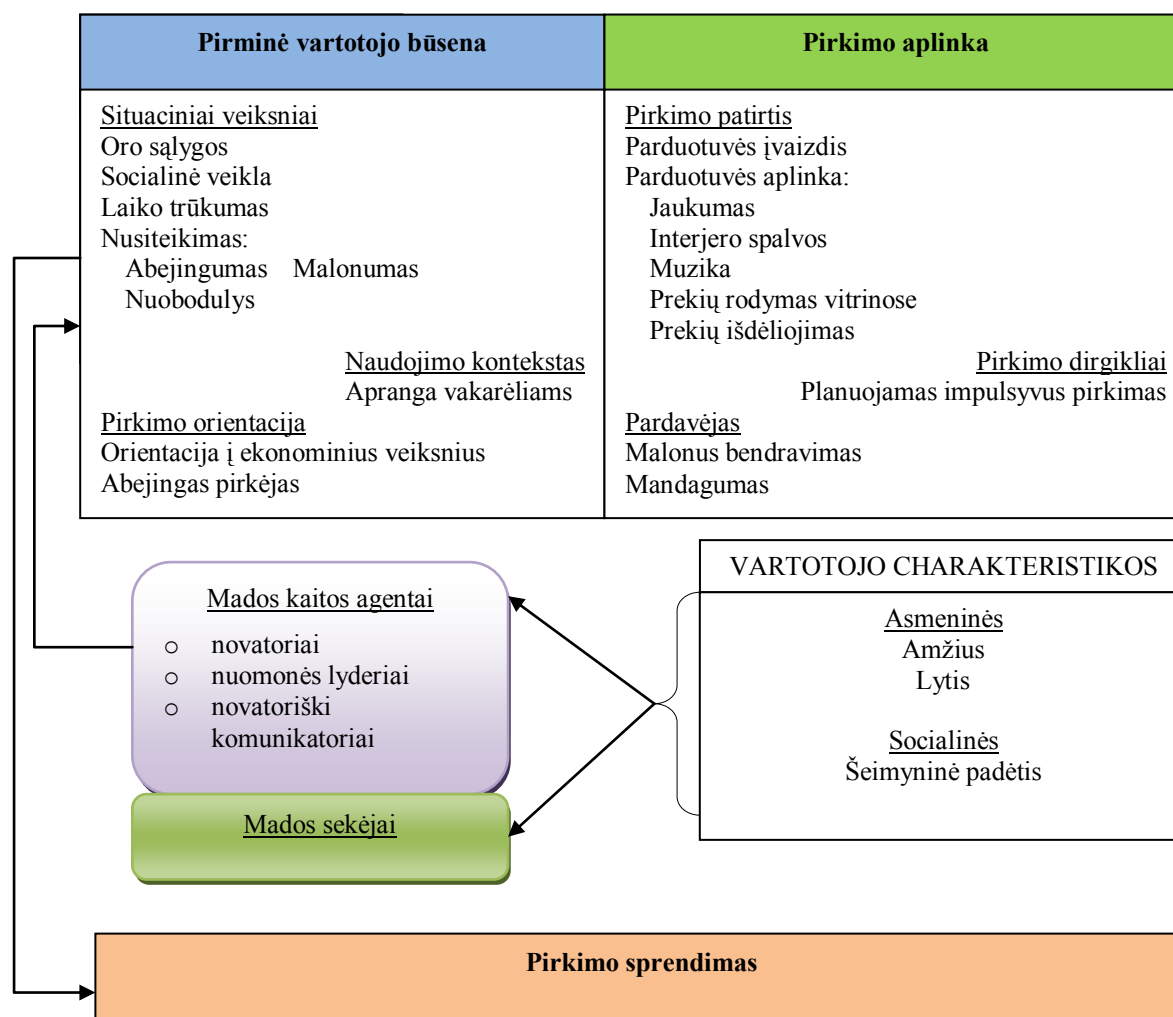 Pirminė vartotojo būsena
Situaciniai veiksniai
Oro sąlygos
Socialinė veikla
Laiko trūkumas
Nusiteikimas:
Abejingumas Malonumas
Nuobodulys
Naudojimo kontekstas
Apranga vakarėliams
Pirkimo orientacija
Orientacija į ekonominius veiksnius
Abejingas pirkėjas
Pirkimo aplinka
Pirkimo patirtis
Parduotuvės įvaizdis
Parduotuvės aplinka:
Jaukumas
Interjero spalvos
Muzika
Prekių rodymas vitrinose
Prekių išdėliojimas
Pirkimo dirgikliai
Planuojamas impulsyvus pirkimas
Pardavėjas
Malonus bendravimas
Mandagumas
Mados kaitos agentai
o novatoriai
o nuomonės lyderiai
o novatoriški
komunikatoriai
Mados sekėjai
VARTOTOJO CHARAKTERISTIKOS
Asmeninės
Amžius
Lytis
Socialinės
Šeimyninė padėtis
Pirkimo sprendimas